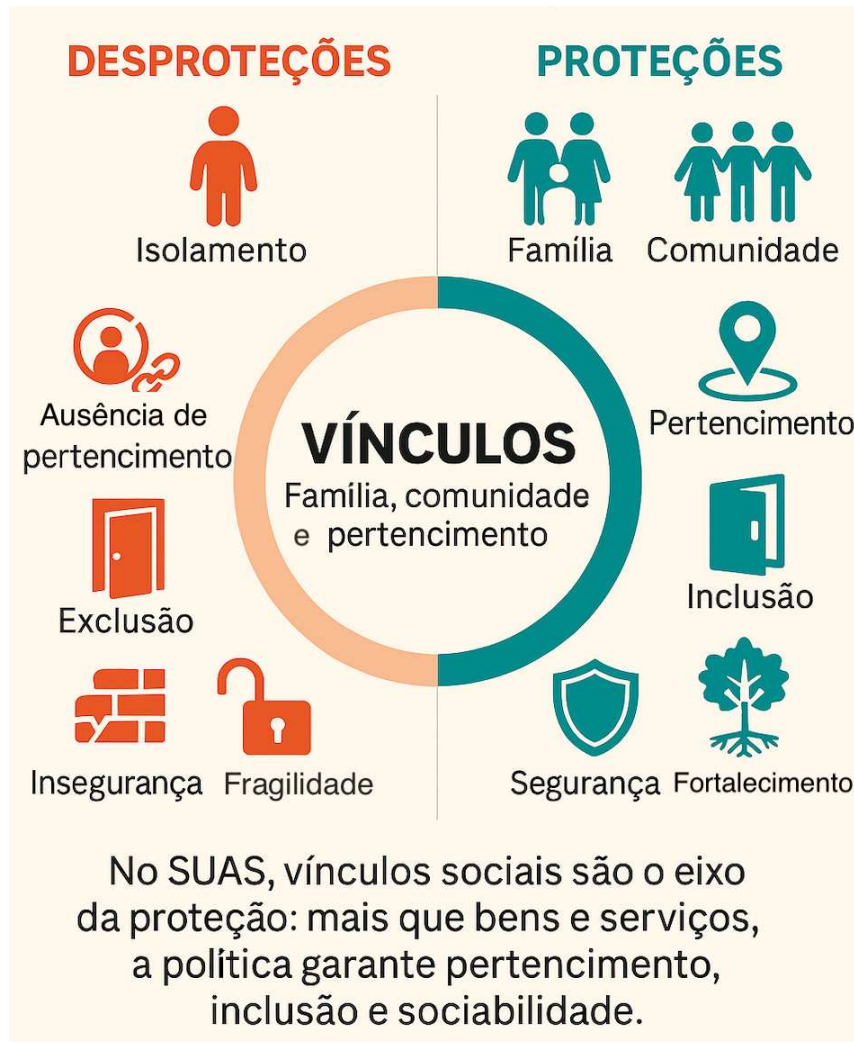 DESPROTEÇÕES
Isolamento
Ausência de
pertencimento
Exclusão
Insegurança
Fragilidade
PROTEÇÕES
Família
Comunidade
Pertencimento
Inclusão
Segurança
Fortalecimento
VÍNCULOS
Família, comunidade
e pertencimento
No SUAS, vínculos sociais são o eixo
da proteção: mais que bens e serviços,
a política garante pertencimento,
inclusão e sociabilidade.